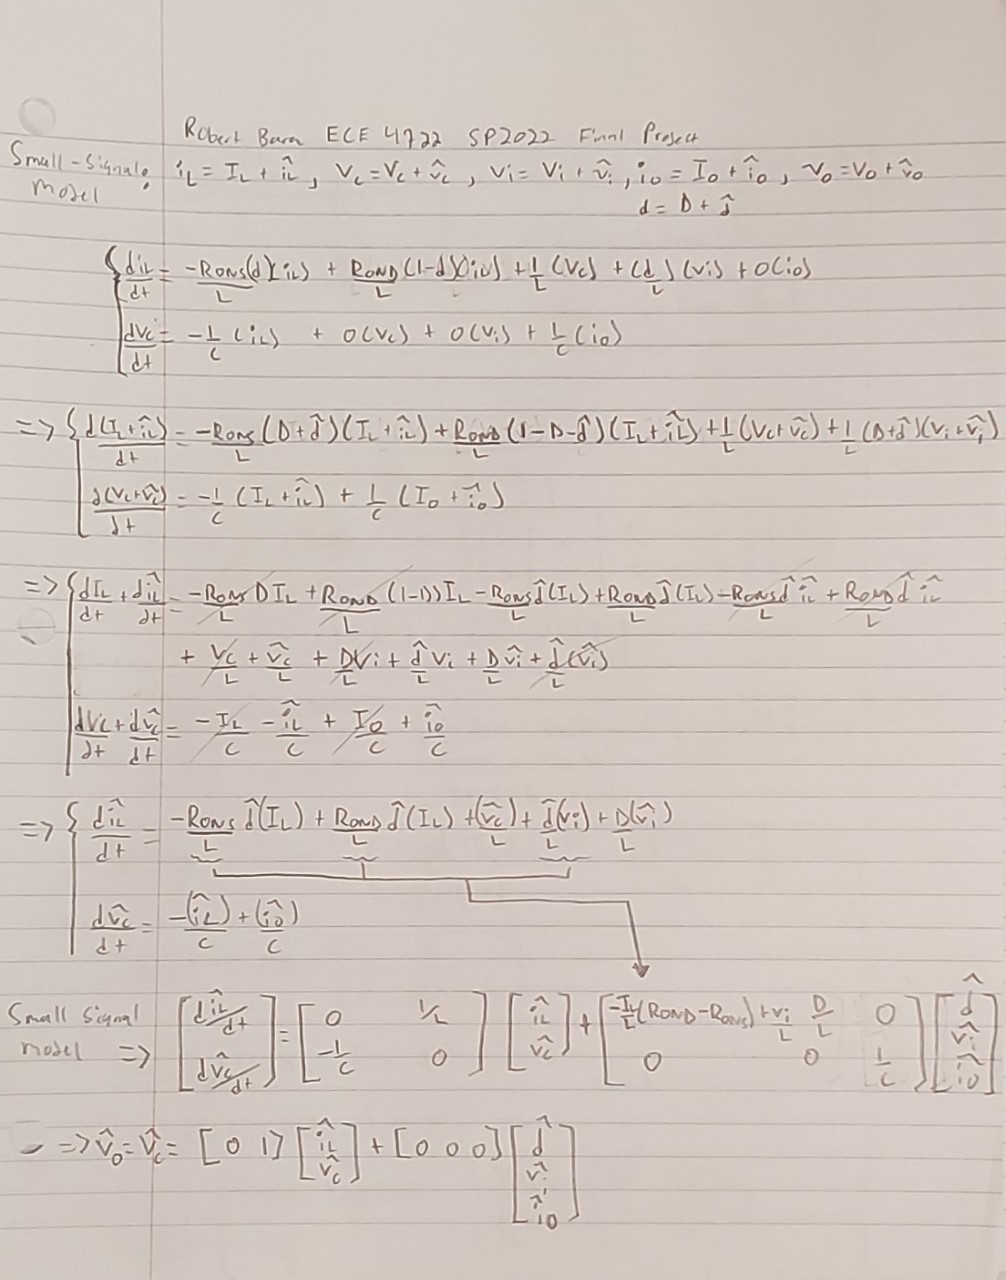 Robert Bara ECE 4722 SP2022 Final Project
Small-Signal: Model iL = IL + îL , Vc = Vc + v̂c , Vi = Vi + v̂i , io = Io + îo , vo = Vo + v̂o
d = D + d̂
{ diL/dt = -RonS/L (d)(iL) + RonD/L (1-d)(iL) + 1/L (Vc) + (d/L)(Vi) + 0(io)
dVc/dt = -1/C (iL) + 0(Vc) + 0(Vi) + 1/C (io)
=> { d(IL+îL)/dt = -RonS/L (D+d̂)(IL+îL) + RonD/L (1-D-d̂)(IL+îL) + 1/L (Vc+v̂c) + 1/L (D+d̂)(Vi+v̂i)
d(Vc+v̂c)/dt = -1/C (IL+îL) + 1/C (Io+îo)
=> { dIL/dt + dîL/dt = -RonS/L DIL + RonD/L (1-D)IL - RonS/L d̂(IL) + RonD/L d̂(IL) - RonS/L d̂ îL + RonD/L d̂ îL
+ Vc/L + v̂c/L + DVi/L + d̂/L Vi + D/L v̂i + d̂/L (v̂i)
dVc/dt + dv̂c/dt = -IL/C - îL/C + Io/C + îo/C
=> { dîL/dt = -RonS/L d̂(IL) + RonD/L d̂(IL) + (v̂c)/L + d̂(Vi)/L + D(v̂i)/L
dv̂c/dt = -(îL)/C + (îo)/C
Small Signal model => [dîL/dt dv̂c/dt] = [0 1/L -1/C 0] [îL v̂c] + [-IL/L (RonD-RonS) + Vi/L D/L 0 0 0 1/C] [d̂ v̂i îo]
=> v̂o = v̂c = [0 1] [îL v̂c] + [0 0 0] [d̂ v̂i îo]